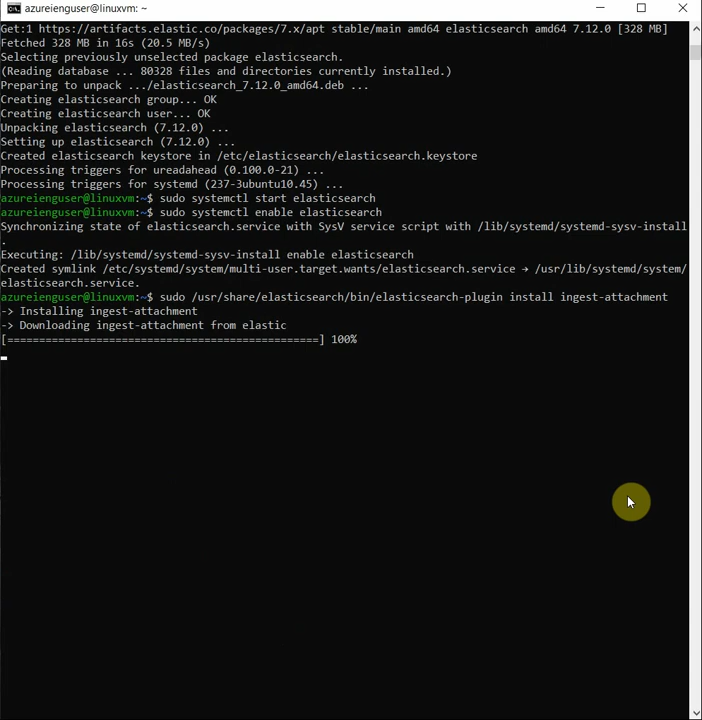 azureienguser@linuxvm: ~
Get:1 https://artifacts.elastic.co/packages/7.x/apt stable/main amd64 elasticsearch amd64 7.12.0 [328 MB]
Fetched 328 MB in 16s (20.5 MB/s)
Selecting previously unselected package elasticsearch.
(Reading database ... 80328 files and directories currently installed.)
Preparing to unpack .../elasticsearch_7.12.0_amd64.deb ...
Creating elasticsearch group... OK
Creating elasticsearch user... OK
Unpacking elasticsearch (7.12.0) ...
Setting up elasticsearch (7.12.0) ...
Created elasticsearch keystore in /etc/elasticsearch/elasticsearch.keystore
Processing triggers for ureadahead (0.100.0-21) ...
Processing triggers for systemd (237-3ubuntu10.45) ...
azureienguser@linuxvm:~$ sudo systemctl start elasticsearch
azureienguser@linuxvm:~$ sudo systemctl enable elasticsearch
Synchronizing state of elasticsearch.service with SysV service script with /lib/systemd/systemd-sysv-install
.
Executing: /lib/systemd/systemd-sysv-install enable elasticsearch
Created symlink /etc/systemd/system/multi-user.target.wants/elasticsearch.service → /usr/lib/systemd/system/
elasticsearch.service.
azureienguser@linuxvm:~$ sudo /usr/share/elasticsearch/bin/elasticsearch-plugin install ingest-attachment
-> Installing ingest-attachment
-> Downloading ingest-attachment from elastic
[=================================================] 100%